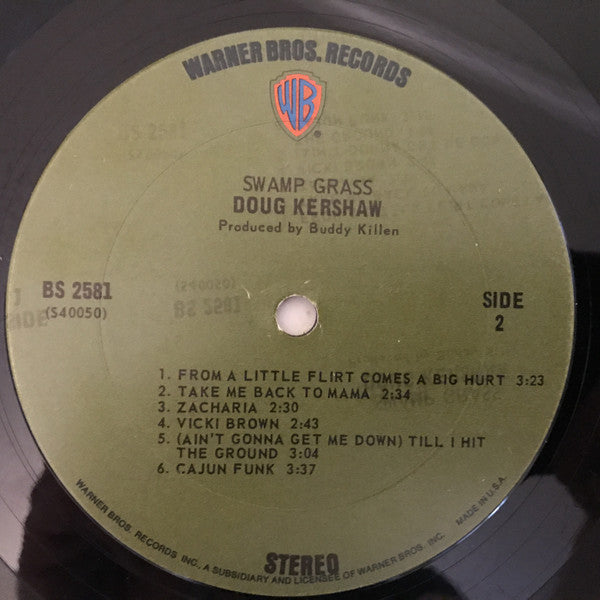 WARNER BROS. RECORDS
WB
SWAMP GRASS
DOUG KERSHAW
Produced by Buddy Killen
BS 2581
(S40050)
SIDE
2
1. FROM A LITTLE FLIRT COMES A BIG HURT 3:23
2. TAKE ME BACK TO MAMA 2:34
3. ZACHARIA 2:30
4. VICKI BROWN 2:43
5. (AIN'T GONNA GET ME DOWN) TILL I HIT
THE GROUND 3:04
6. CAJUN FUNK 3:37
STEREO
WARNER BROS. RECORDS INC., A SUBSIDIARY AND LICENSEE OF WARNER BROS. INC. MADE IN U.S.A.